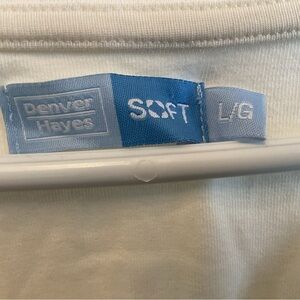 Denver
Hayes
SOFT
L/G